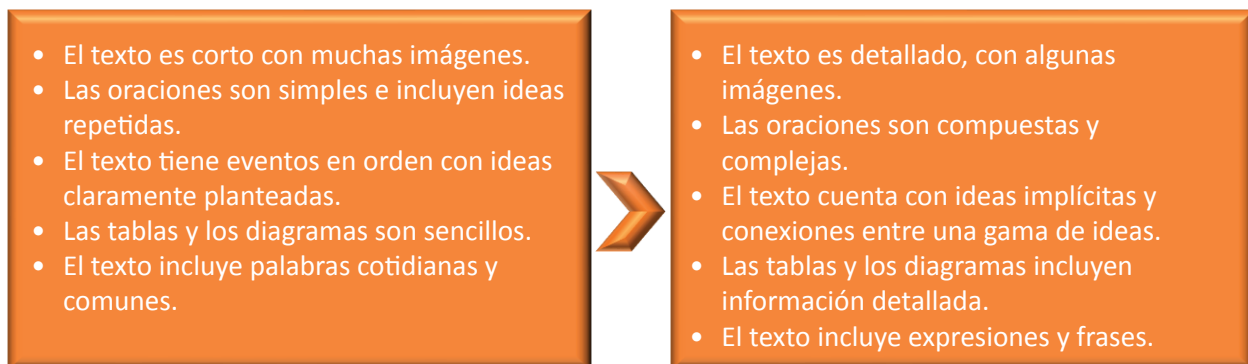 • El texto es corto con muchas imágenes.
• Las oraciones son simples e incluyen ideas
repetidas.
• El texto tiene eventos en orden con ideas
claramente planteadas.
• Las tablas y los diagramas son sencillos.
• El texto incluye palabras cotidianas y
comunes.
• El texto es detallado, con algunas
imágenes.
• Las oraciones son compuestas y
complejas.
• El texto cuenta con ideas implícitas y
conexiones entre una gama de ideas.
• Las tablas y los diagramas incluyen
información detallada.
• El texto incluye expresiones y frases.